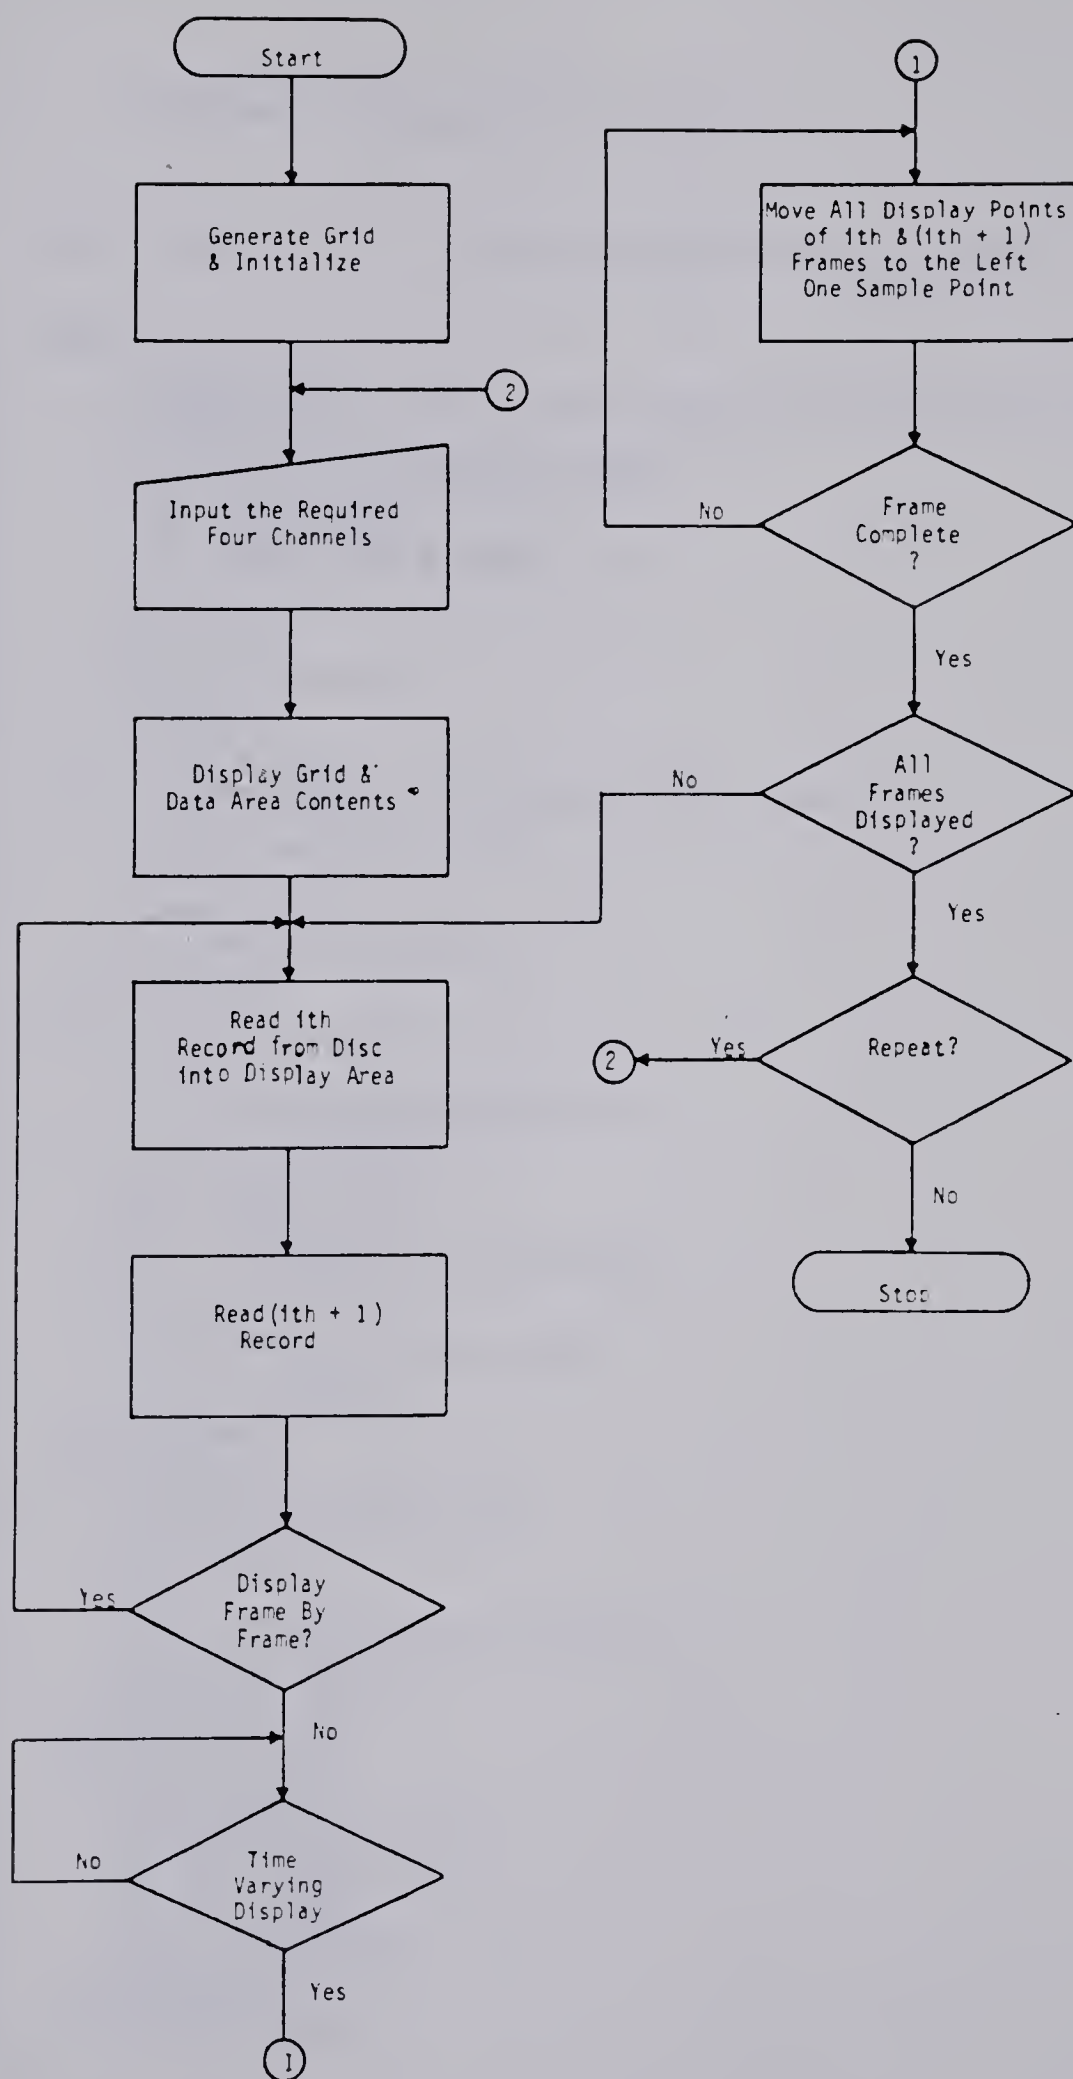 Start
Generate Grid
& Initialize
2
Input the Required
Four Channels
Display Grid &
Data Area Contents
Read ith
Record from Disc
into Display Area
Read (ith + 1)
Record
Display
Frame By
Frame?
Yes
No
Time
Varying
Display
No
Yes
1
1
Move All Display Points
of ith & (ith + 1)
Frames to the Left
One Sample Point
Frame
Complete
?
No
Yes
All
Frames
Displayed
?
No
Yes
Repeat?
Yes
2
No
Stop